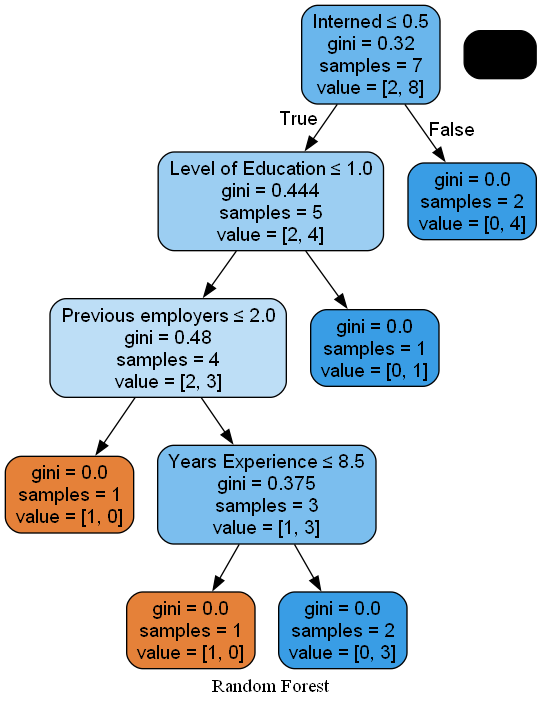 Interned ≤ 0.5
gini = 0.32
samples = 7
value = [2, 8]
True
False
Level of Education ≤ 1.0
gini = 0.444
samples = 5
value = [2, 4]
gini = 0.0
samples = 2
value = [0, 4]
Previous employers ≤ 2.0
gini = 0.48
samples = 4
value = [2, 3]
gini = 0.0
samples = 1
value = [0, 1]
gini = 0.0
samples = 1
value = [1, 0]
Years Experience ≤ 8.5
gini = 0.375
samples = 3
value = [1, 3]
gini = 0.0
samples = 1
value = [1, 0]
gini = 0.0
samples = 2
value = [0, 3]
Random Forest